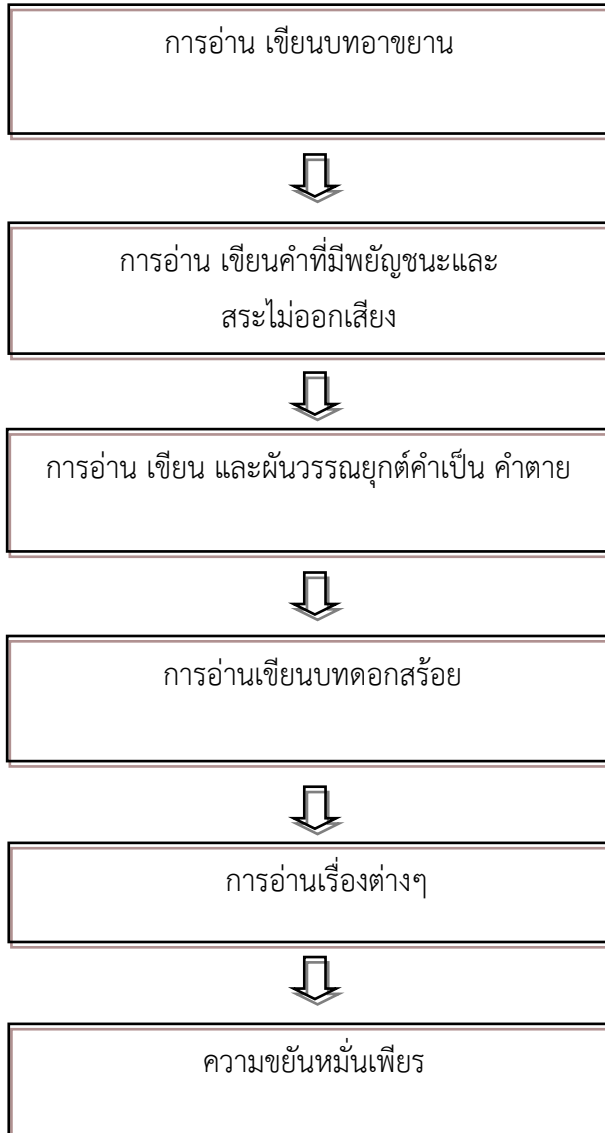 การอ่าน เขียนบทอาขยาน
การอ่าน เขียนคำที่มีพยัญชนะและ
สระไม่ออกเสียง
การอ่าน เขียน และผันวรรณยุกต์คำเป็น คำตาย
การอ่านเขียนบทดอกสร้อย
การอ่านเรื่องต่างๆ
ความขยันหมั่นเพียร